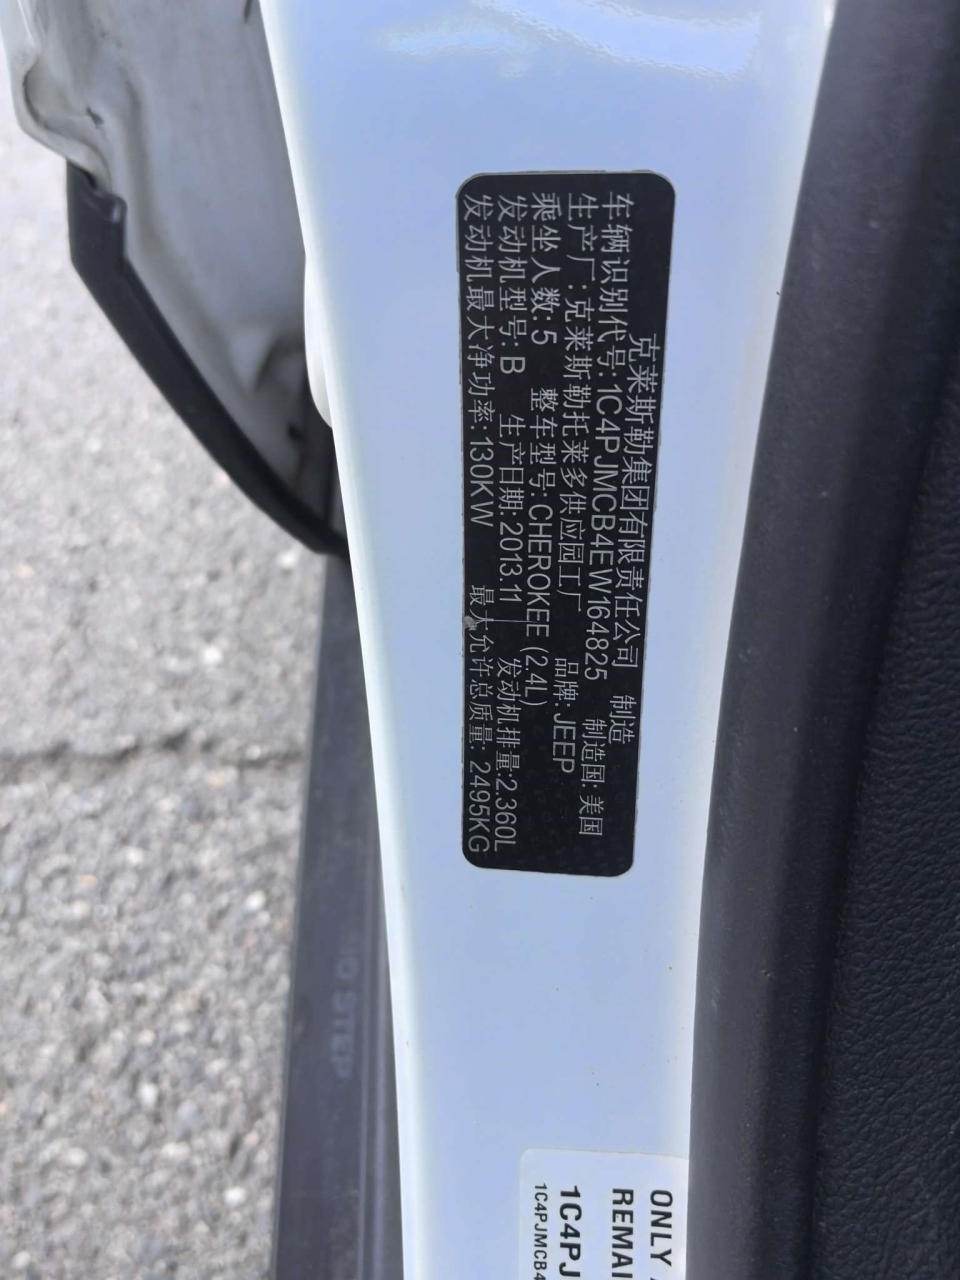 克莱斯勒集团有限责任公司 制造
车辆识别代号: 1C4PJMCB4EW164825 制造国: 美国
生产厂: 克莱斯勒托莱多供应园工厂 品牌: JEEP
乘坐人数: 5 整车型号: CHEROKEE (2.4L)
发动机型号: B 生产日期: 2013.11 发动机排量:2.360L
发动机最大净功率: 130KW 最大允许总质量: 2495KG
ONLY
REMAI
1C4PJ
1C4PJMCB4
STEP